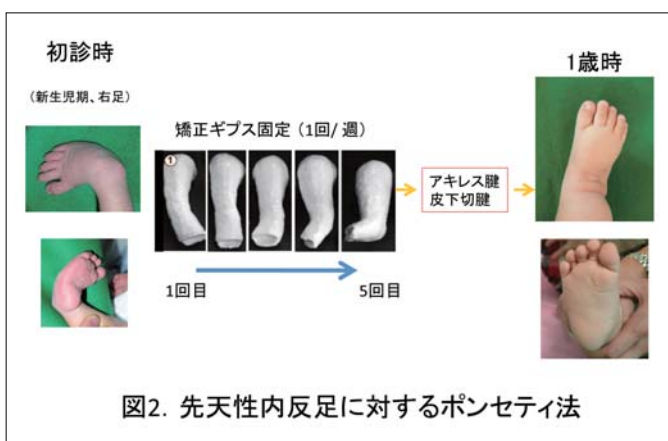 初診時
(新生児期、右足)
矯正ギプス固定 (1回/週)
①
1回目
5回目
アキレス腱
皮下切腱
1歳時
図2. 先天性内反足に対するポンセティ法